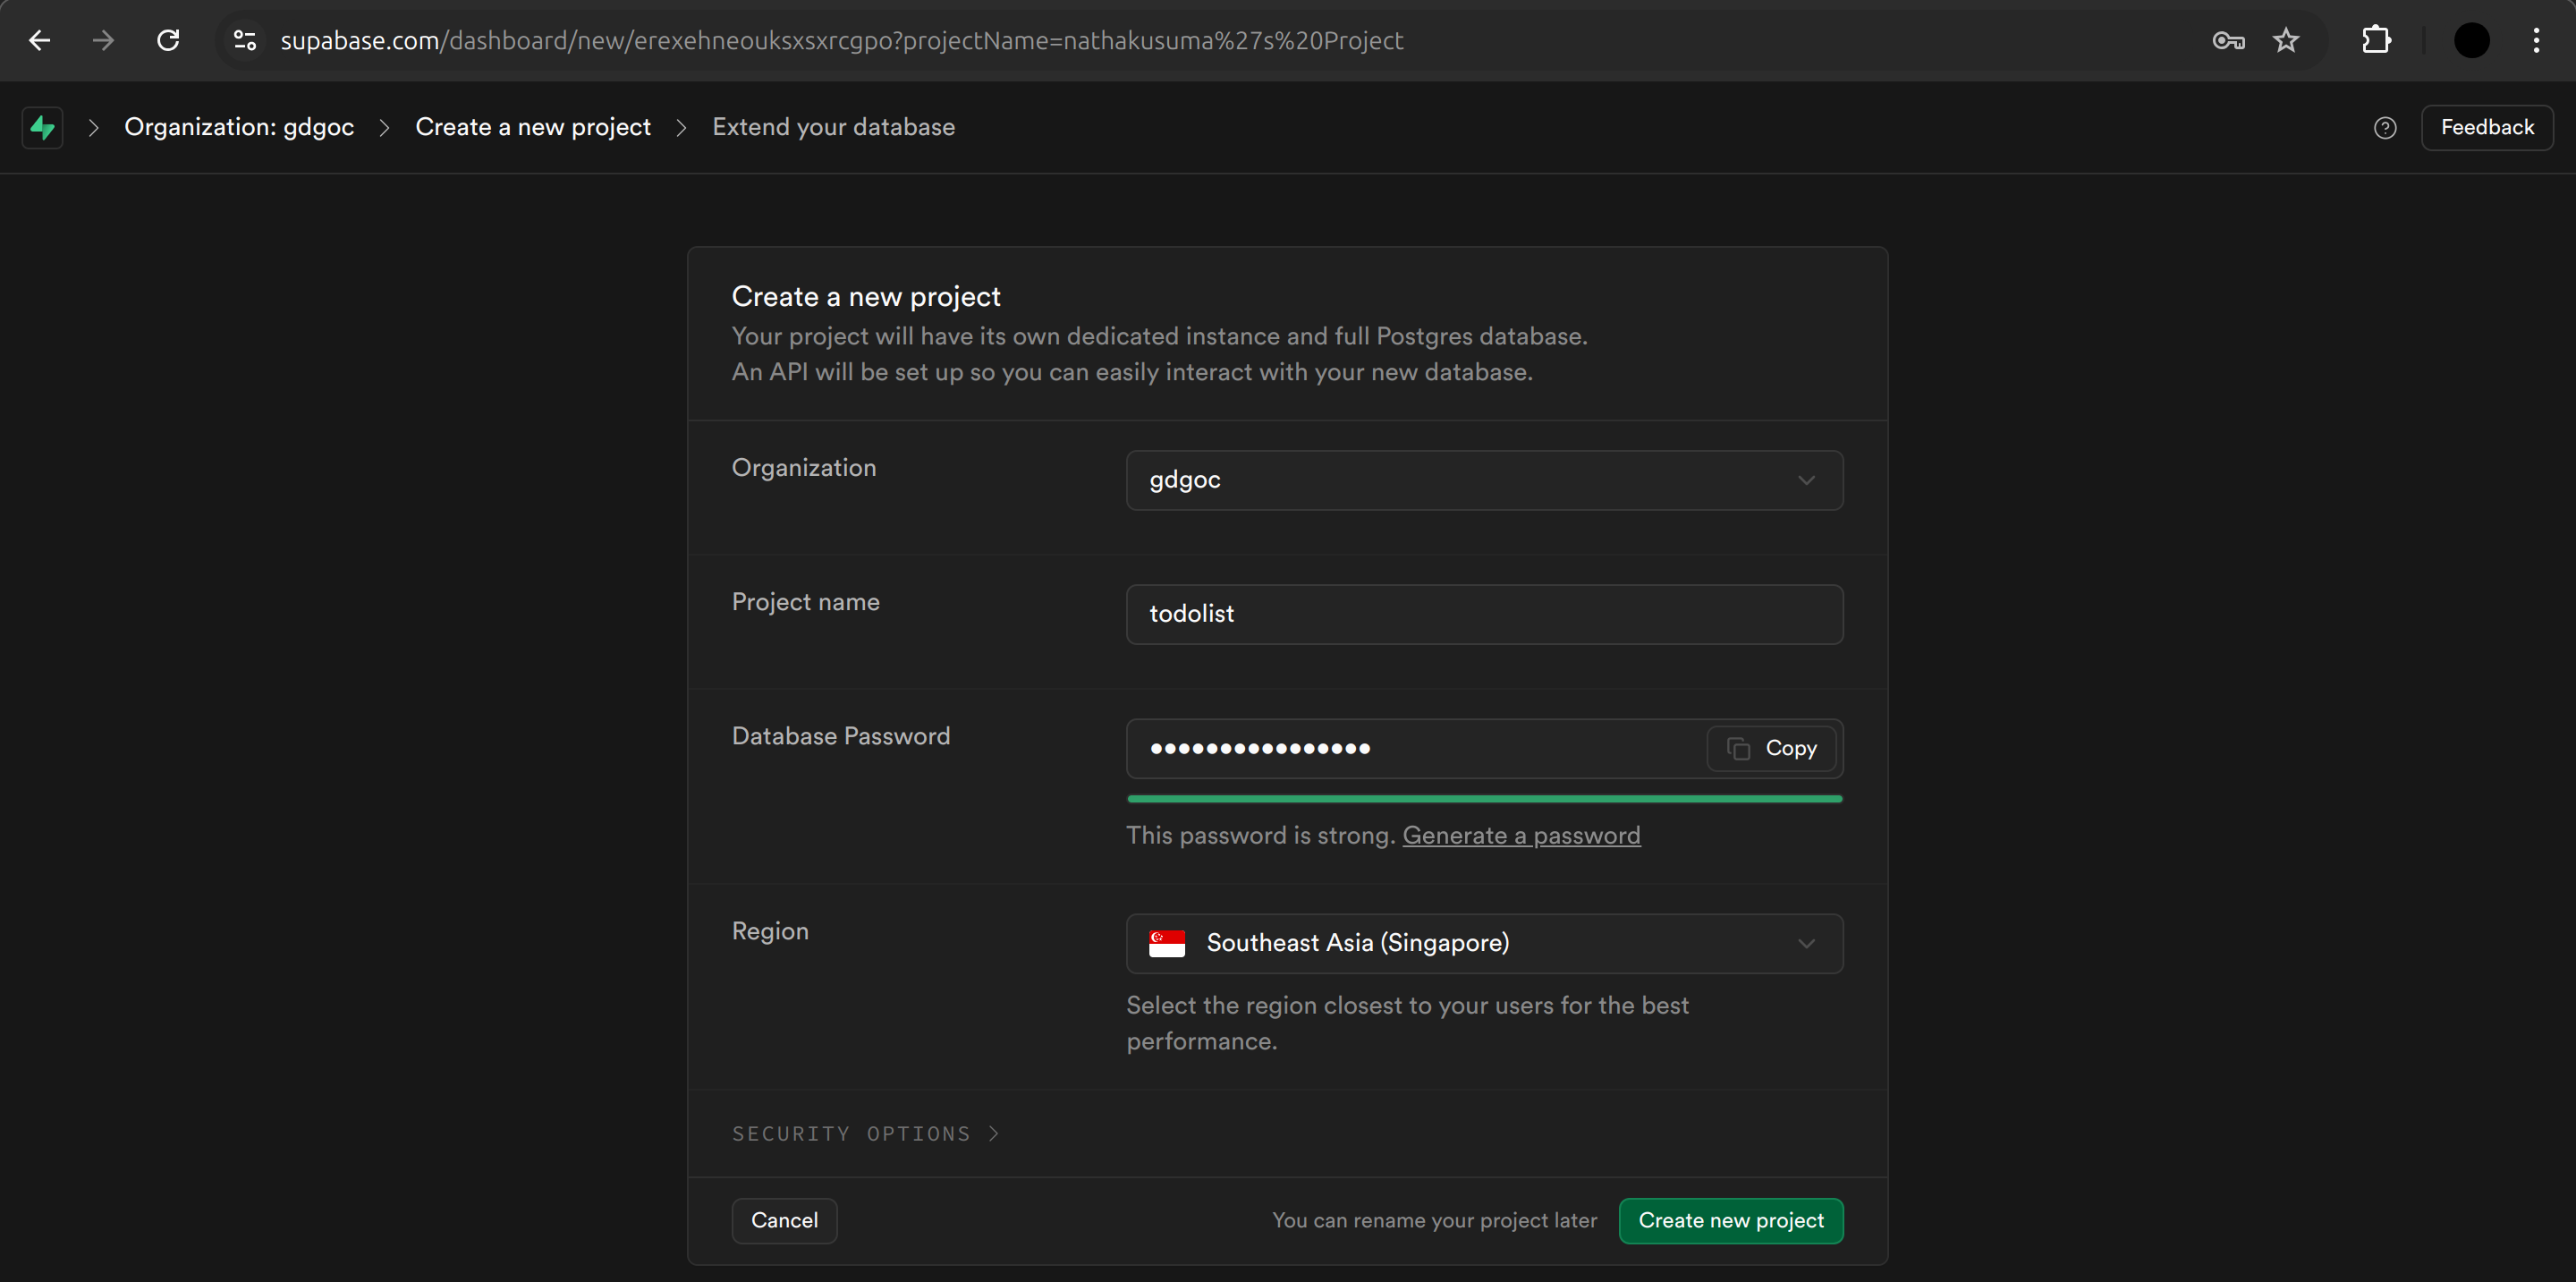 supabase.com/dashboard/new/erexehneouksxsxrcgpo?projectName=nathakusuma%27s%20Project
Organization: gdgoc
Create a new project
Extend your database
Feedback
Create a new project
Your project will have its own dedicated instance and full Postgres database.
An API will be set up so you can easily interact with your new database.
Organization
gdgoc
Project name
todolist
Database Password
••••••••••••••••
Copy
This password is strong. Generate a password
Region
Southeast Asia (Singapore)
Select the region closest to your users for the best
performance.
SECURITY OPTIONS
Cancel
You can rename your project later
Create new project